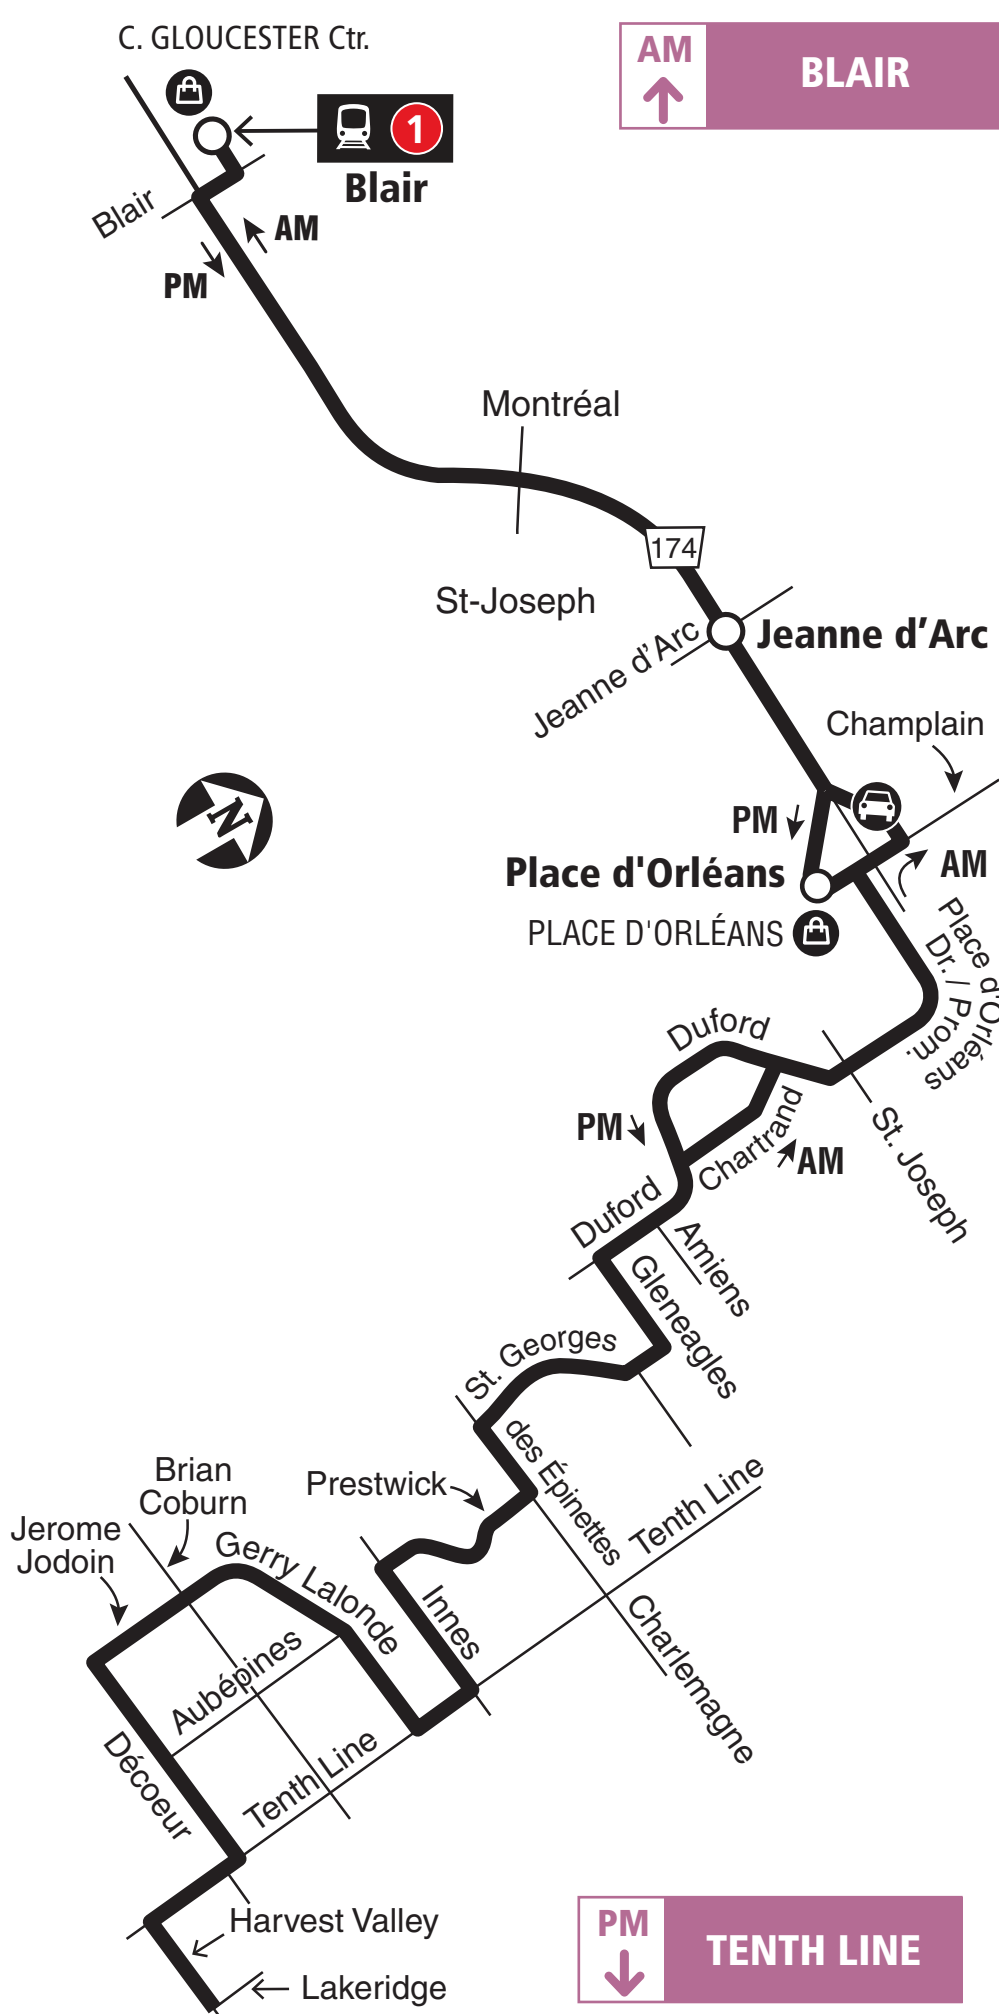 C. GLOUCESTER Ctr.
AM
BLAIR
1
Blair
Blair
AM
PM
Montréal
174
St-Joseph
Jeanne d'Arc
Jeanne d'Arc
Champlain
PM
AM
Place d'Orléans
PLACE D'ORLÉANS
Place d'Orléans
Dr. / Prom.
N
Duford
PM
Chartrand
AM
St. Joseph
Duford
Amiens
Gleneagles
St. Georges
des Épinettes
Prestwick
Tenth Line
Brian
Coburn
Jerome
Jodoin
Gerry Lalonde
Innes
Charlemagne
Aubépines
Décoeur
Tenth Line
Harvest Valley
Lakeridge
PM
TENTH LINE